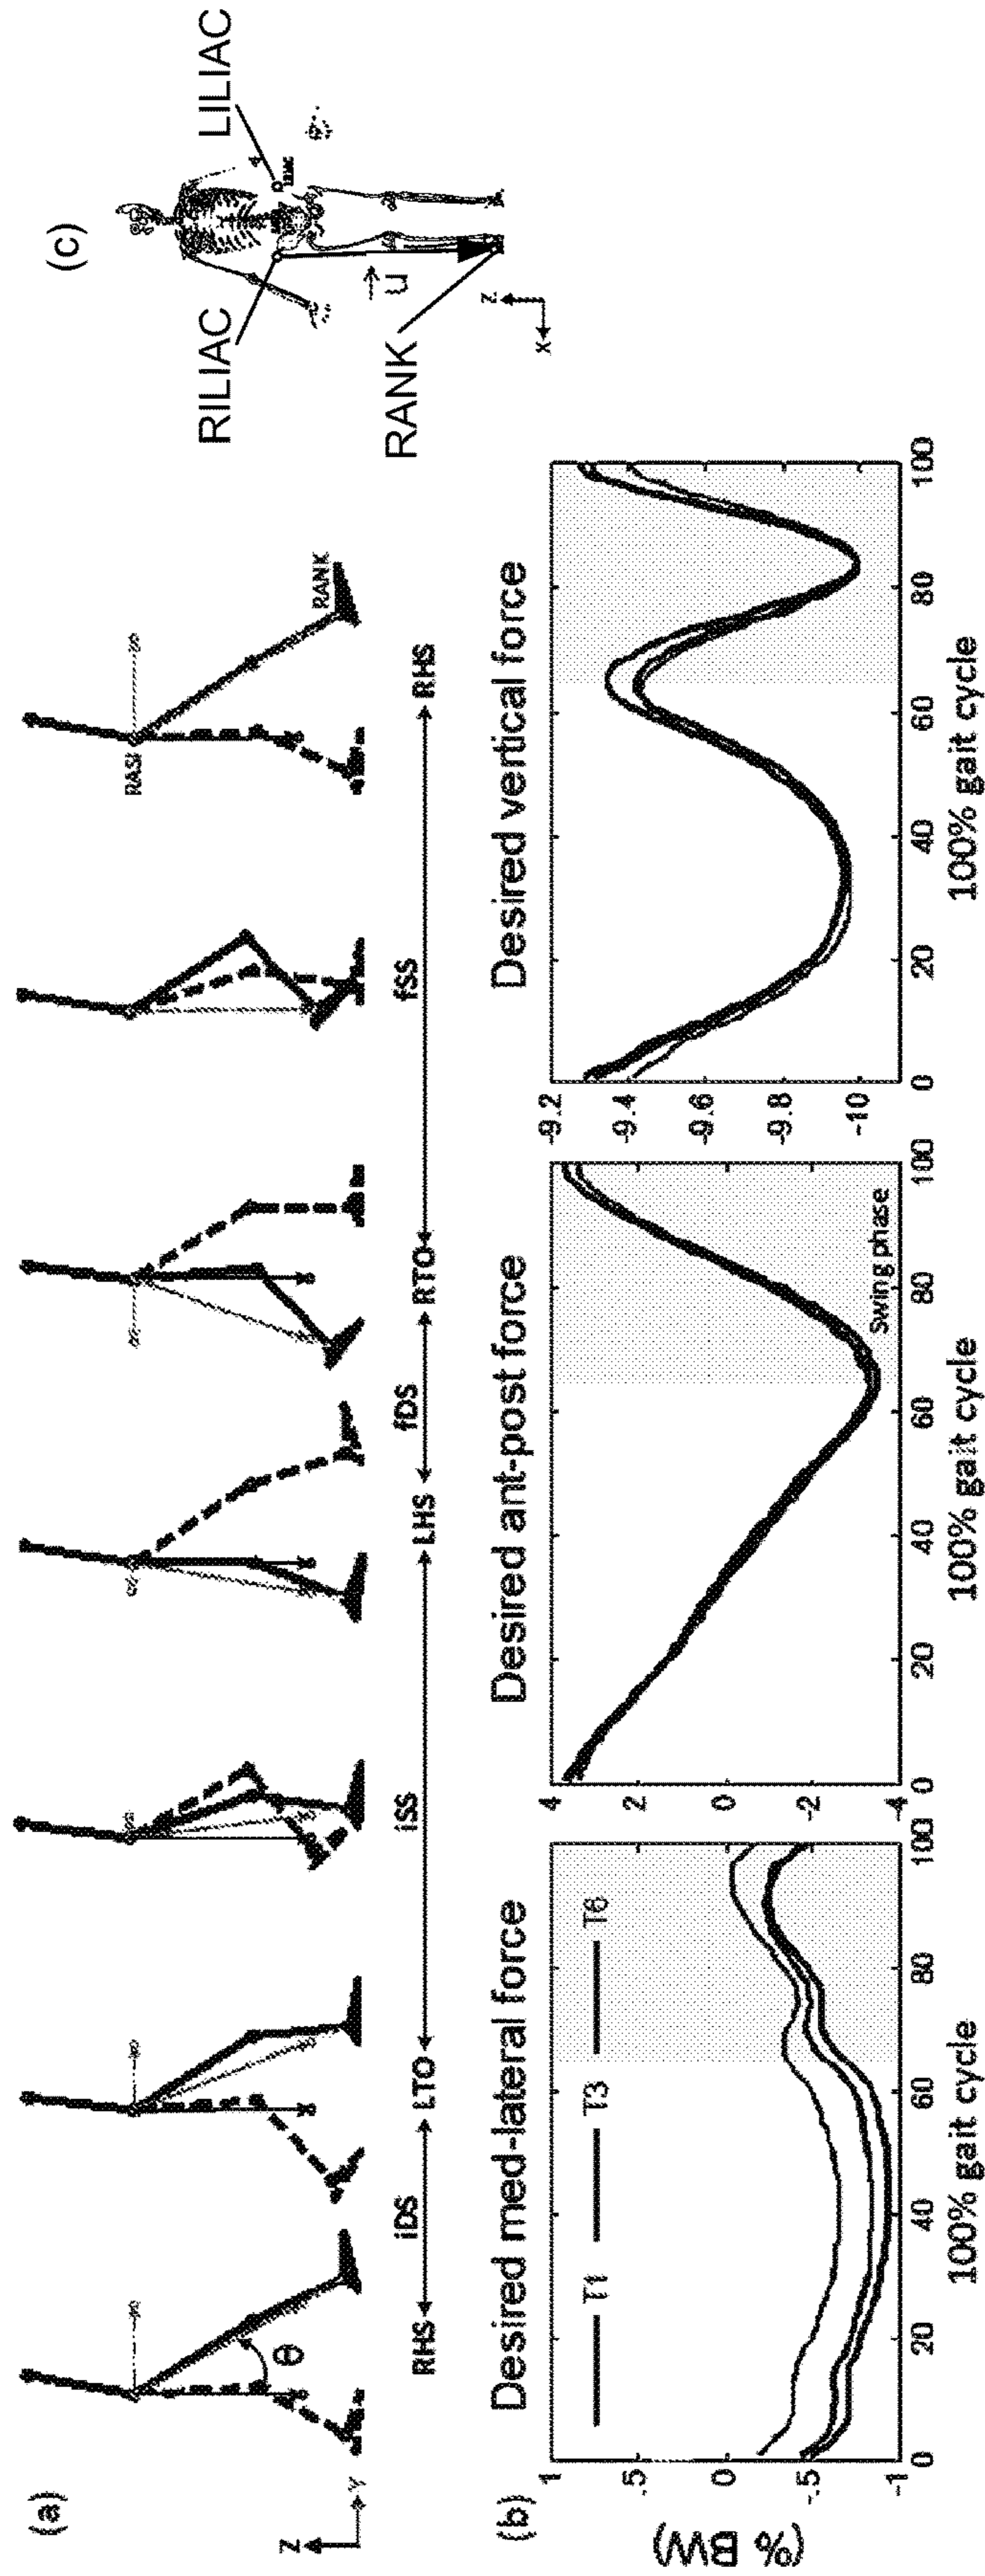 (a)
Z
Y
θ
RASI
RANK
RHS
iDS
LTO
iSS
LHS
fDS
RTO
fSS
RHS
(b)
Desired med-lateral force
T1
T3
T6
(% BW)
1
.5
0
-.5
-1
0 20 40 60 80 100
100% gait cycle
Desired ant-post force
4
2
0
-2
-4
Swing phase
0 20 40 60 80 100
100% gait cycle
Desired vertical force
-9.2
-9.4
-9.6
-9.8
-10
0 20 40 60 80 100
100% gait cycle
(c)
RILIAC
LILIAC
RANK
u
Z
X